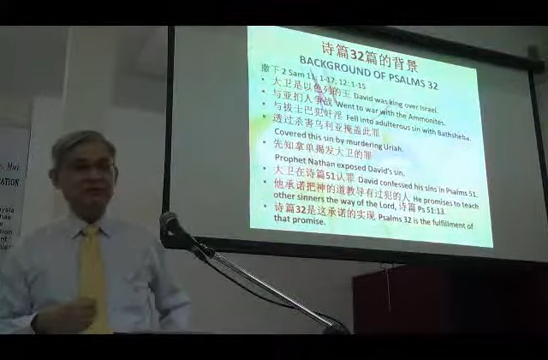 诗篇32篇的背景
BACKGROUND OF PSALMS 32
撒下 2 Sam 11: 1-17; 12: 1-15
• 大卫是以色列的王 David was king over Israel.
• 与亚扪人争战 Went to war with the Ammonites.
• 与拔士巴犯奸淫 Fell into adulterous sin with Bathsheba.
• 透过杀害乌利亚掩盖此罪
Covered this sin by murdering Uriah.
• 先知拿单揭发大卫的罪
Prophet Nathan exposed David's sin.
• 大卫在诗篇51认罪 David confessed his sins in Psalms 51.
• 他承诺把神的道教导有过犯的人 He promises to teach
other sinners the way of the Lord, 诗篇 Ps 51:13.
• 诗篇32是这承诺的实现 Psalms 32 is the fulfillment of
that promise.